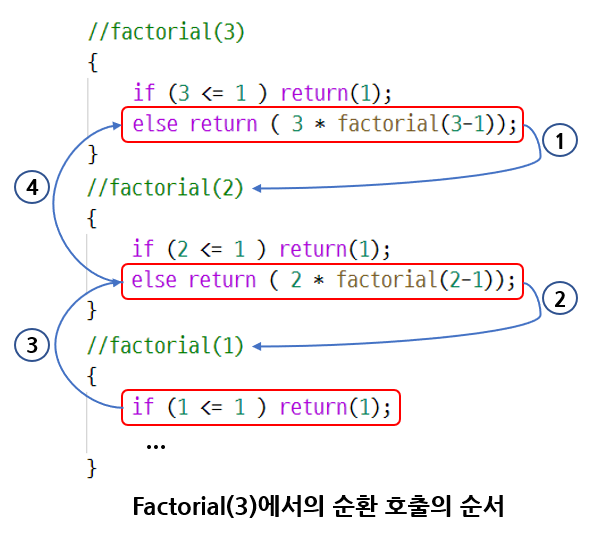 //factorial(3)
{
if (3 <= 1 ) return(1);
else return ( 3 * factorial(3-1));
①
}
④
//factorial(2)
{
if (2 <= 1 ) return(1);
else return ( 2 * factorial(2-1));
②
}
③
//factorial(1)
{
if (1 <= 1 ) return(1);
...
}
Factorial(3)에서의 순환 호출의 순서